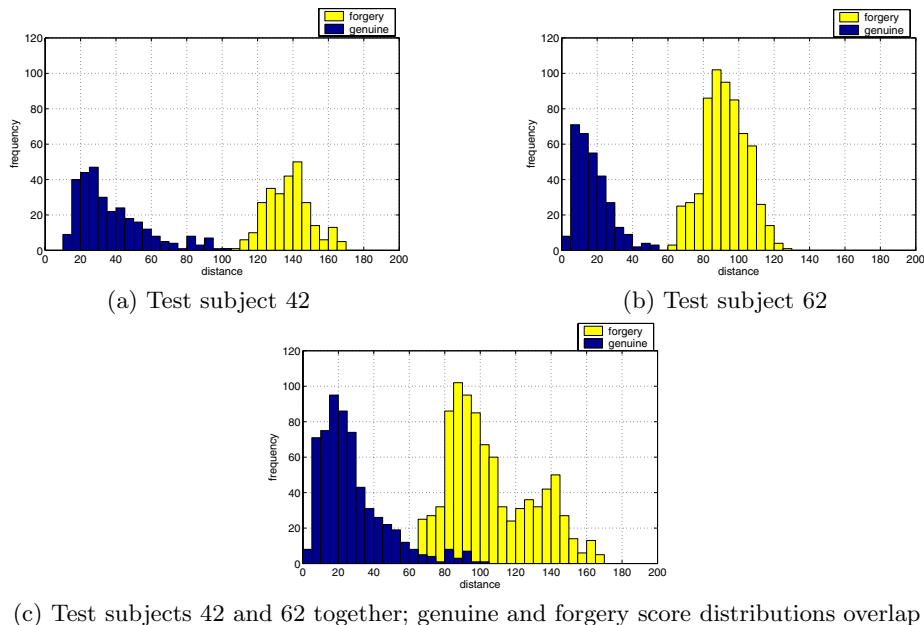 forgery
genuine
120
100
80
60
40
20
0
frequency
0 20 40 60 80 100 120 140 160 180 200
distance
(a) Test subject 42
forgery
genuine
120
100
80
60
40
20
0
frequency
0 20 40 60 80 100 120 140 160 180 200
distance
(b) Test subject 62
forgery
genuine
120
100
80
60
40
20
0
frequency
0 20 40 60 80 100 120 140 160 180 200
distance
(c) Test subjects 42 and 62 together; genuine and forgery score distributions overlap